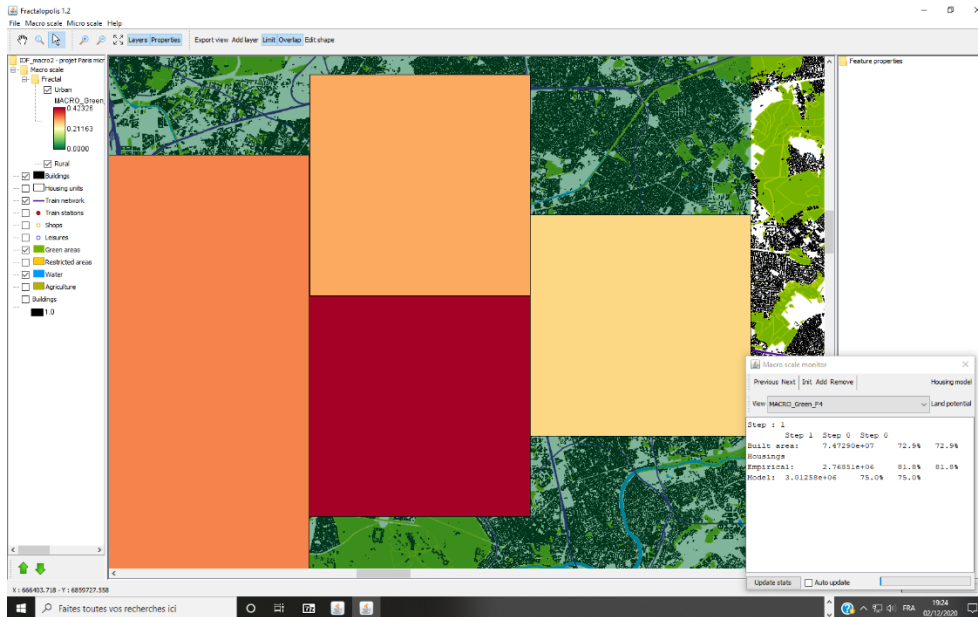 Fractalopolis 1.2
File Macro scale Micro scale Help
Layers Properties Export view Add layer Limit Overlap Edit shape
IDF_macro2 - projet Paris micr
Macro scale
Fractal
Urban
MACRO_Green_
0.42326
0.21163
0.0000
Rural
Buildings
Housing units
Train network
Train stations
Shops
Leisures
Green areas
Restricted areas
Water
Agriculture
Buildings
1.0
Feature properties
Macro scale monitor
Previous Next Init Add Remove Housing model
View MACRO_Green_F4 Land potential
Step : 1
Step 1 Step 0 Step 0
Built area: 7.47290e+07 72.9% 72.9%
Housings
Empirical: 2.76851e+06 81.8% 81.8%
Model: 3.01258e+06 75.0% 75.0%
Update stats Auto update
X : 666403.718 - Y : 6859727.558
Faites toutes vos recherches ici
FRA
19:24
02/12/2020